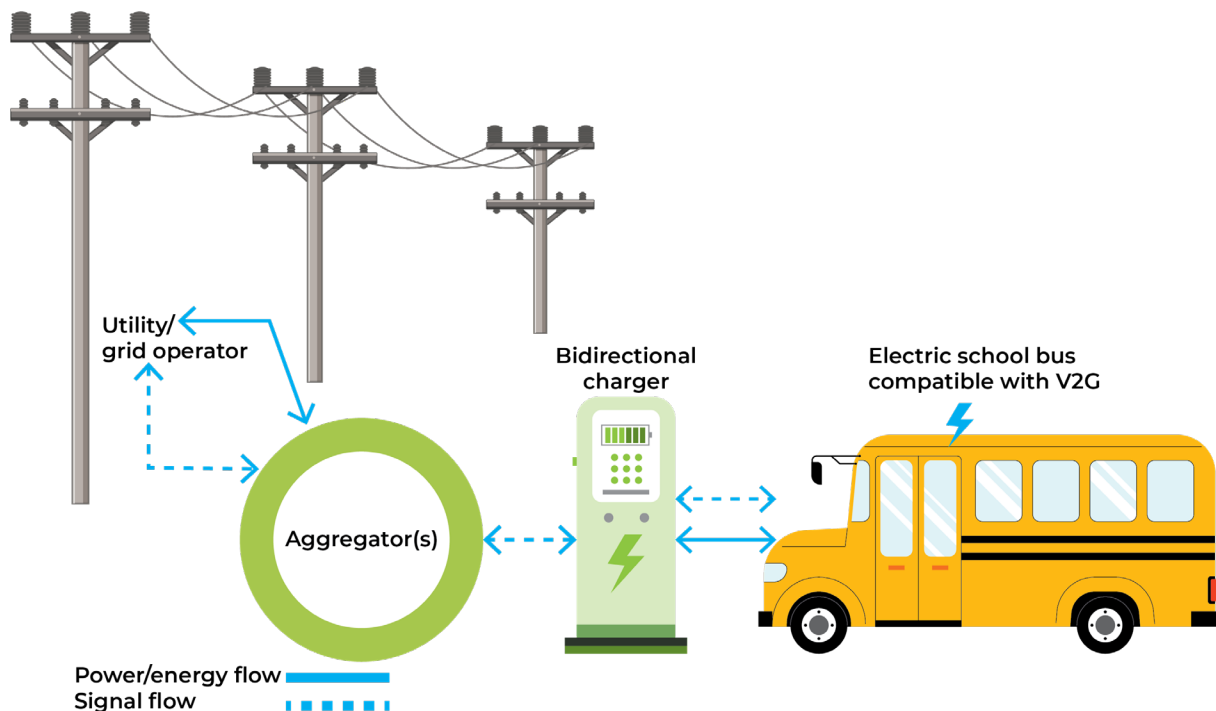 Utility/
grid operator
Bidirectional
charger
Electric school bus
compatible with V2G
Aggregator(s)
Power/energy flow
Signal flow